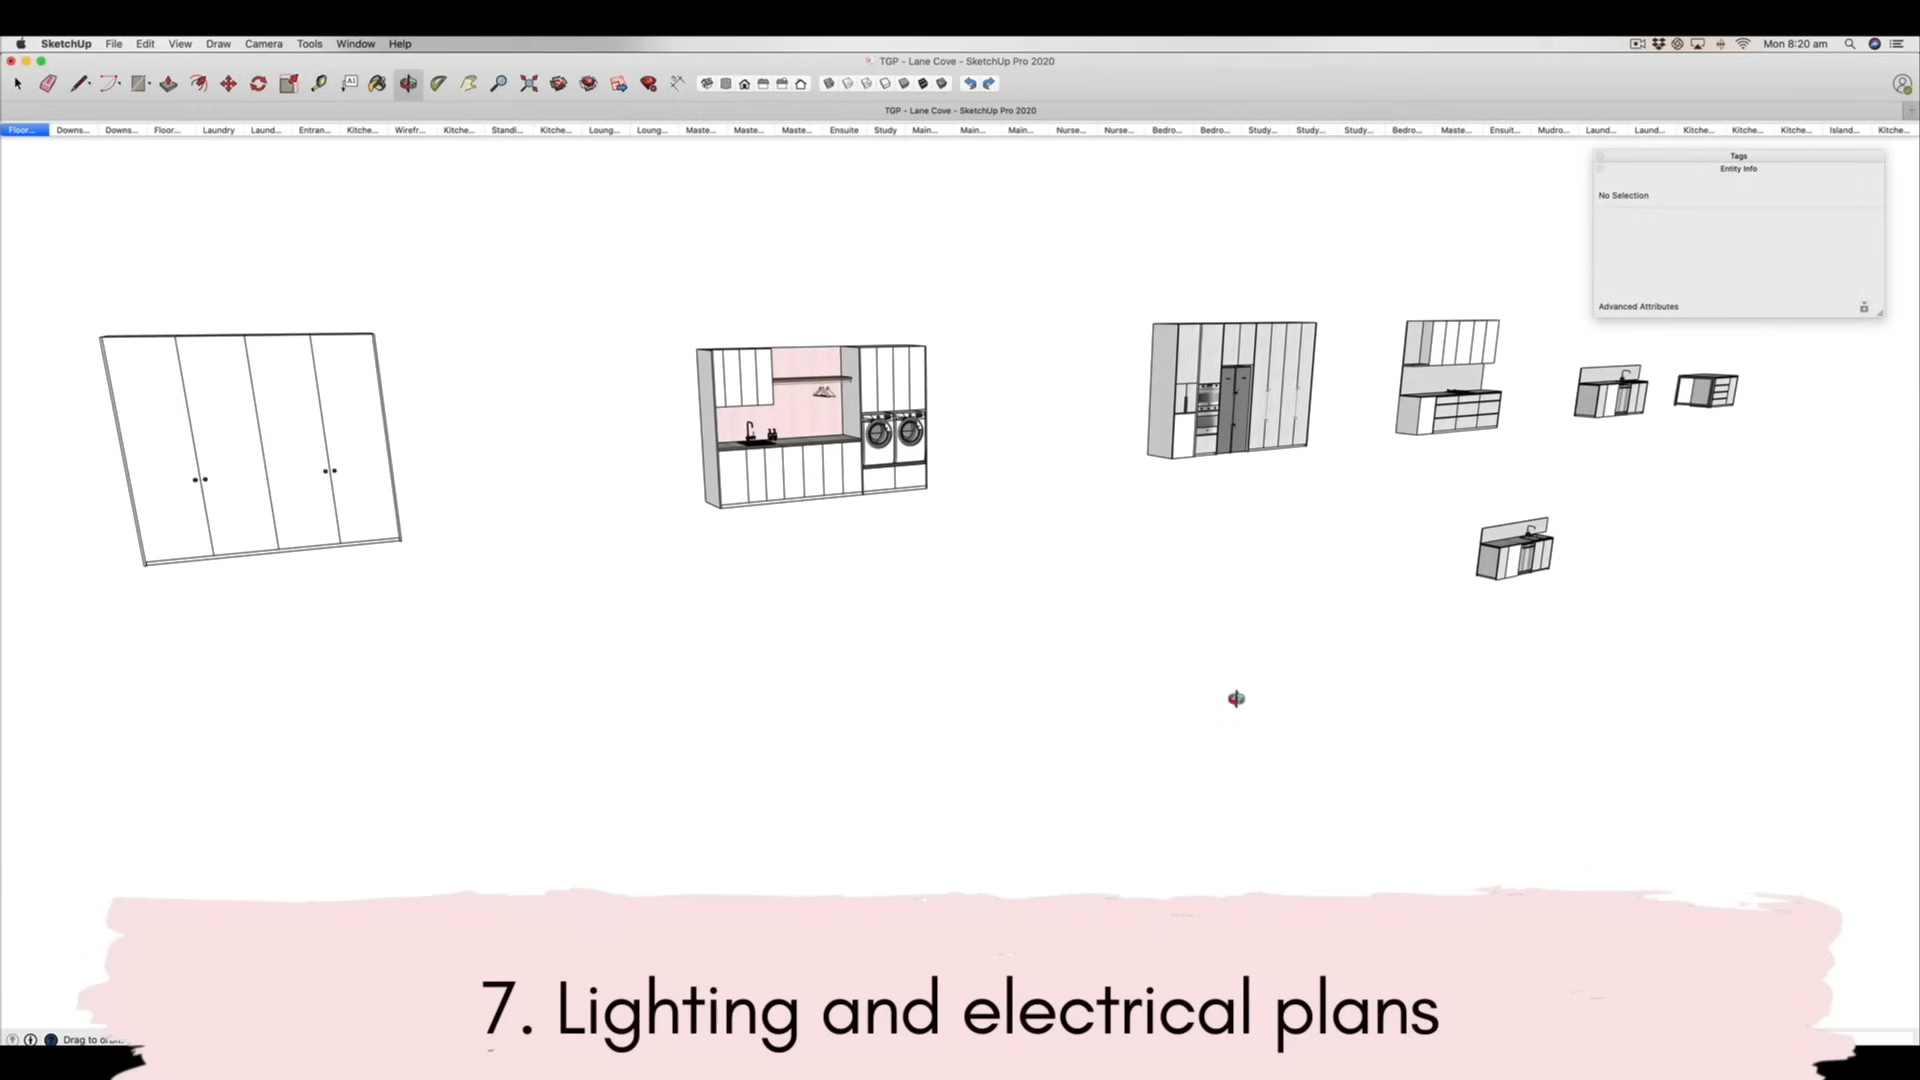 SketchUp File Edit View Draw Camera Tools Window Help Mon 8:20 am
TGP - Lane Cove - SketchUp Pro 2020
A1
TGP - Lane Cove - SketchUp Pro 2020
Floor... Downs... Downs... Floor... Laundry Laund... Entran... Kitche... Wirefr... Kitche... Standi... Kitche... Loung... Loung... Maste... Maste... Maste... Ensuite Study Main... Main... Main... Nurse... Nurse... Bedro... Bedro... Study... Study... Study... Bedro... Maste... Ensuit... Mudro... Laund... Laund... Kitche... Kitche... Kitche... Island... Kitche...
Tags
Entity Info
No Selection
Advanced Attributes
7. Lighting and electrical plans
Drag to